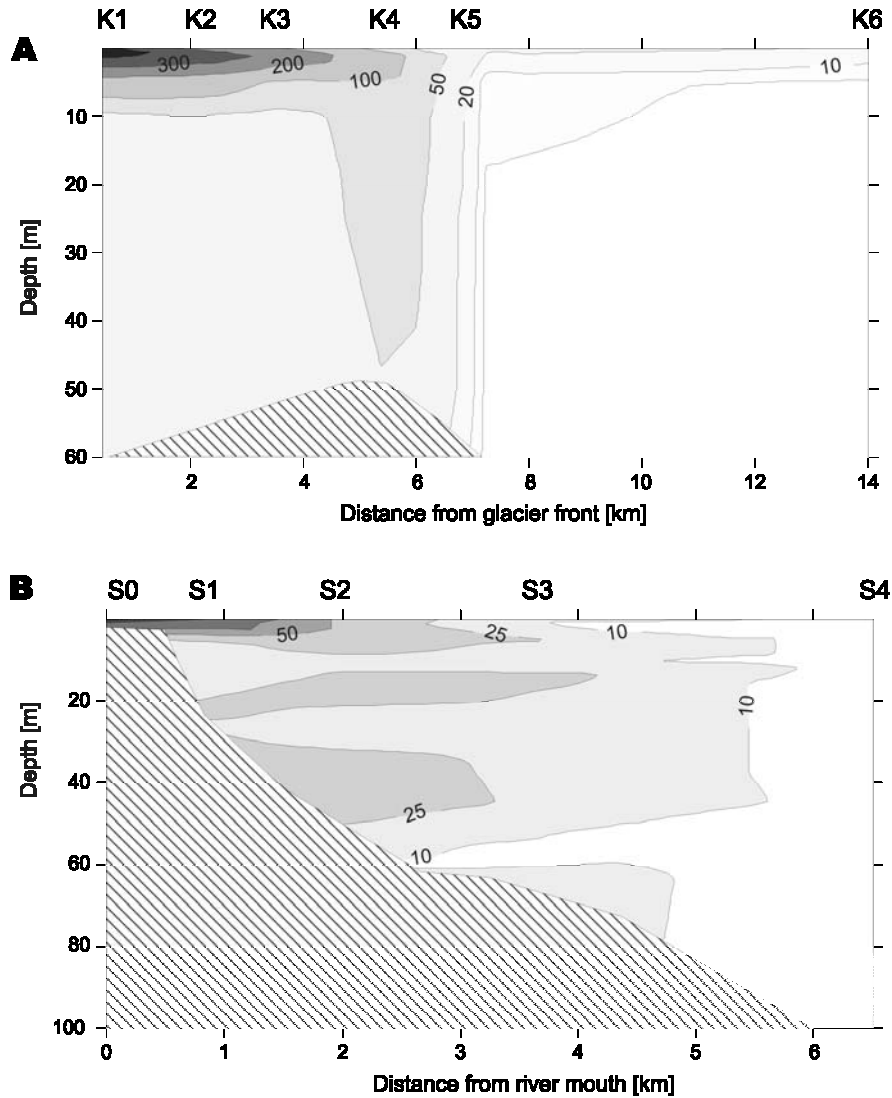 K1 K2 K3 K4 K5 K6
A
300 200 100 50 20 10
10
20
30
40
50
60
Depth [m]
2 4 6 8 10 12 14
Distance from glacier front [km]
B
S0 S1 S2 S3 S4
50 25 10
10
25
10
20
40
60
80
100
Depth [m]
0 1 2 3 4 5 6
Distance from river mouth [km]